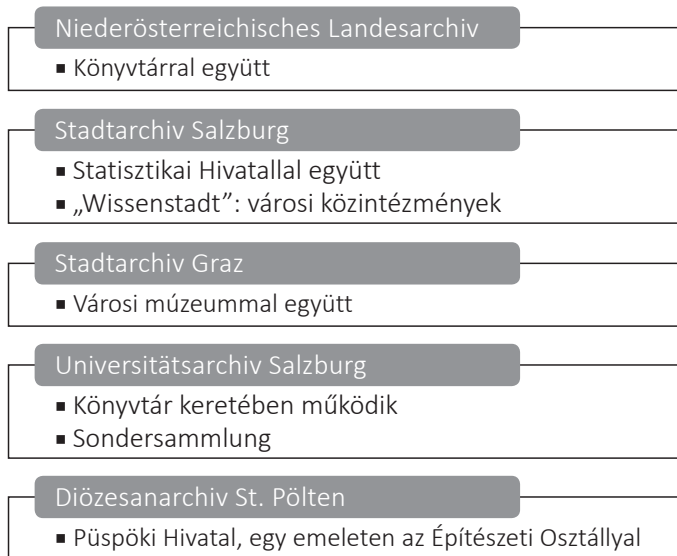 Niederösterreichisches Landesarchiv
▪ Könyvtárral együtt
Stadtarchiv Salzburg
▪ Statisztikai Hivatallal együtt
▪ „Wissenstadt”: városi közintézmények
Stadtarchiv Graz
▪ Városi múzeummal együtt
Universitätsarchiv Salzburg
▪ Könyvtár keretében működik
▪ Sondersammlung
Diözesanarchiv St. Pölten
▪ Püspöki Hivatal, egy emeleten az Építészeti Osztállyal